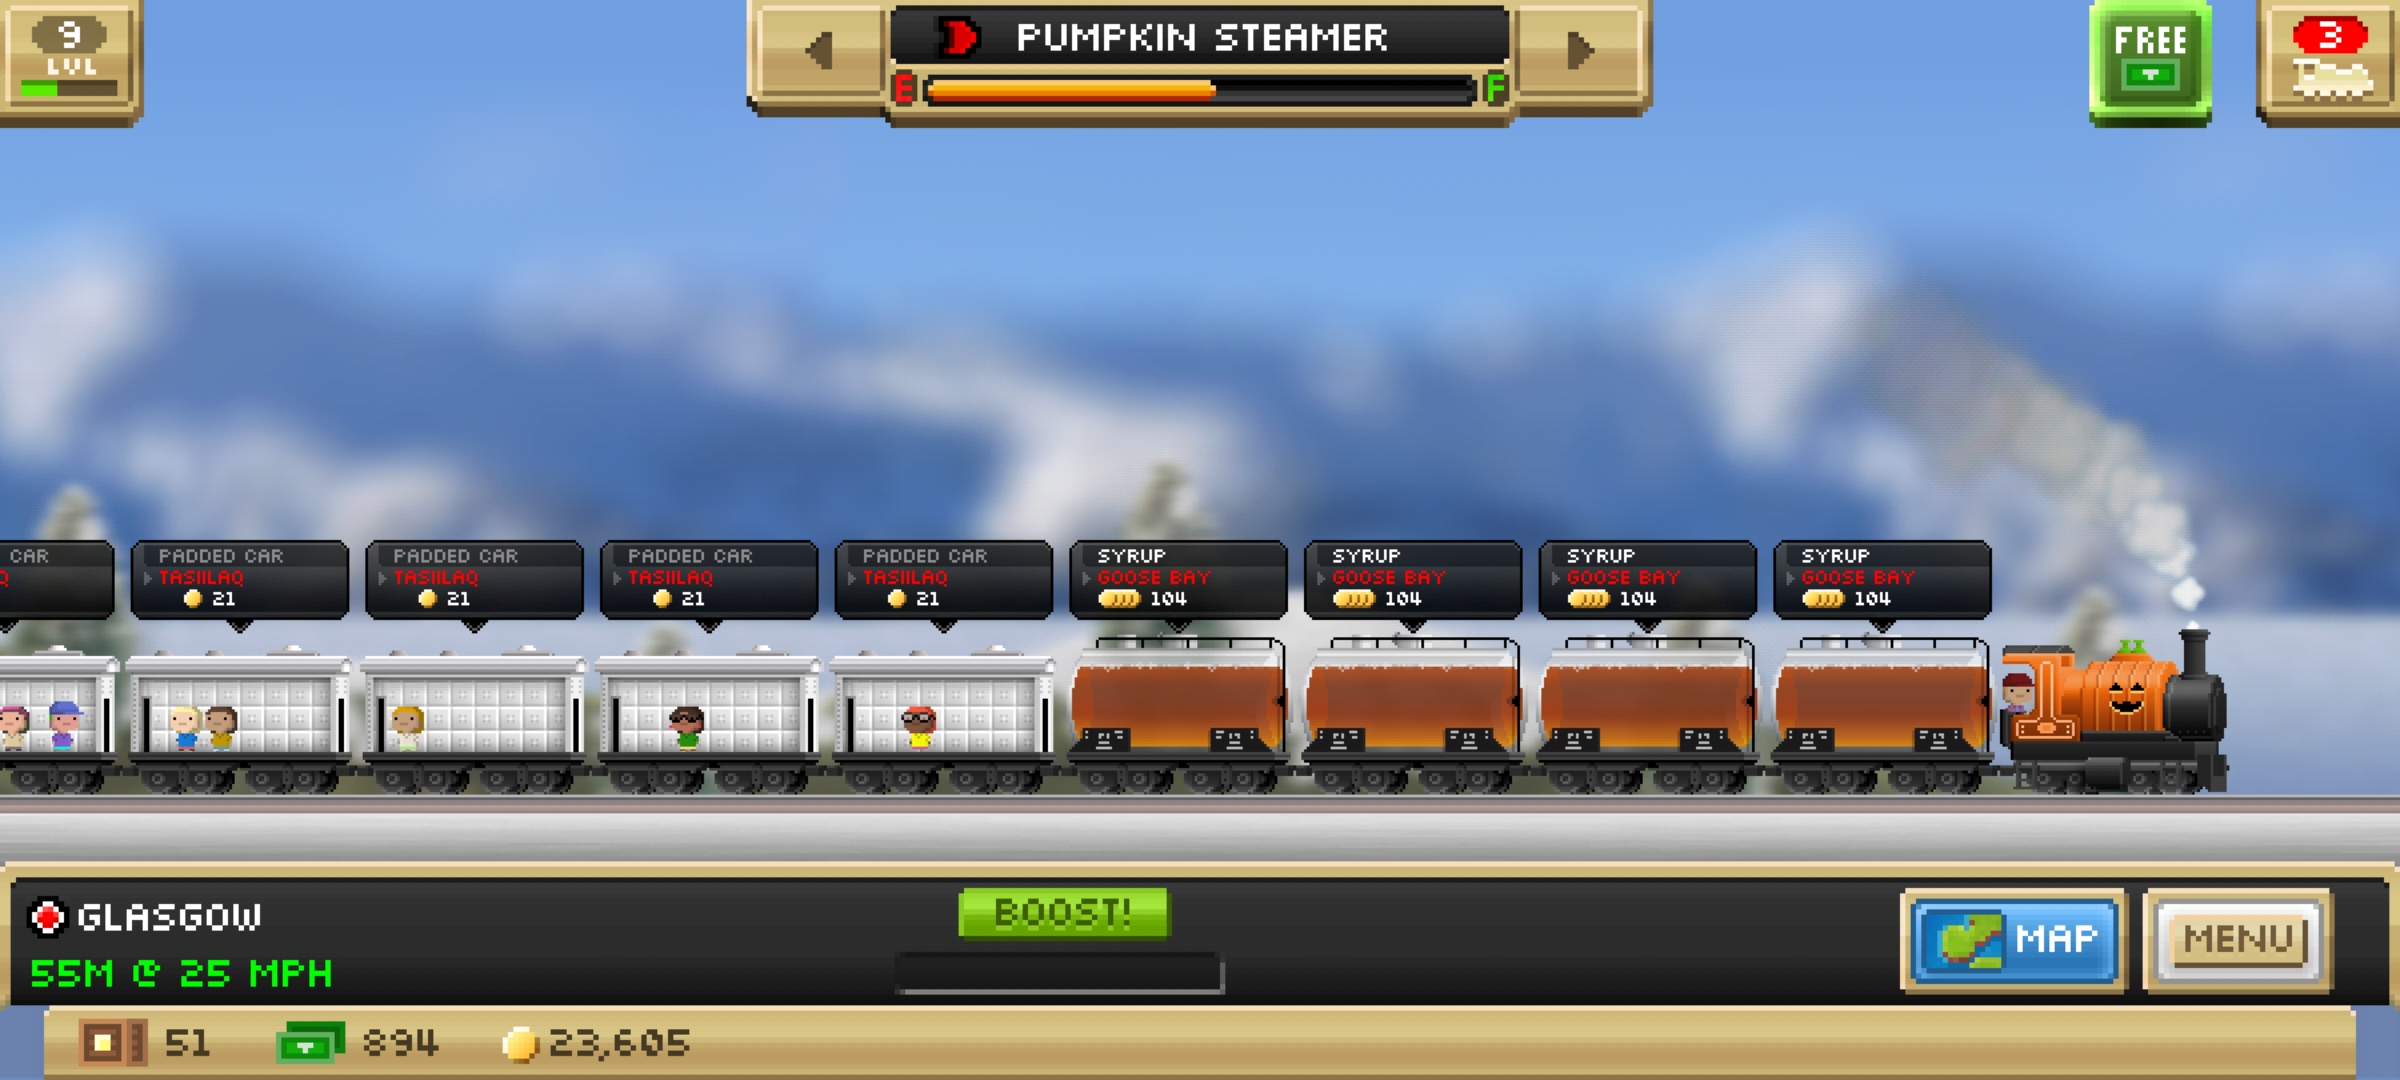 9
LVL
PUMPKIN STEAMER
E
F
FREE
3
CAR
Q
PADDED CAR
TASIILAQ
21
PADDED CAR
TASIILAQ
21
PADDED CAR
TASIILAQ
21
PADDED CAR
TASIILAQ
21
SYRUP
GOOSE BAY
104
SYRUP
GOOSE BAY
104
SYRUP
GOOSE BAY
104
SYRUP
GOOSE BAY
104
GLASGOW
55M @ 25 MPH
BOOST!
MAP
MENU
51
894
23,605